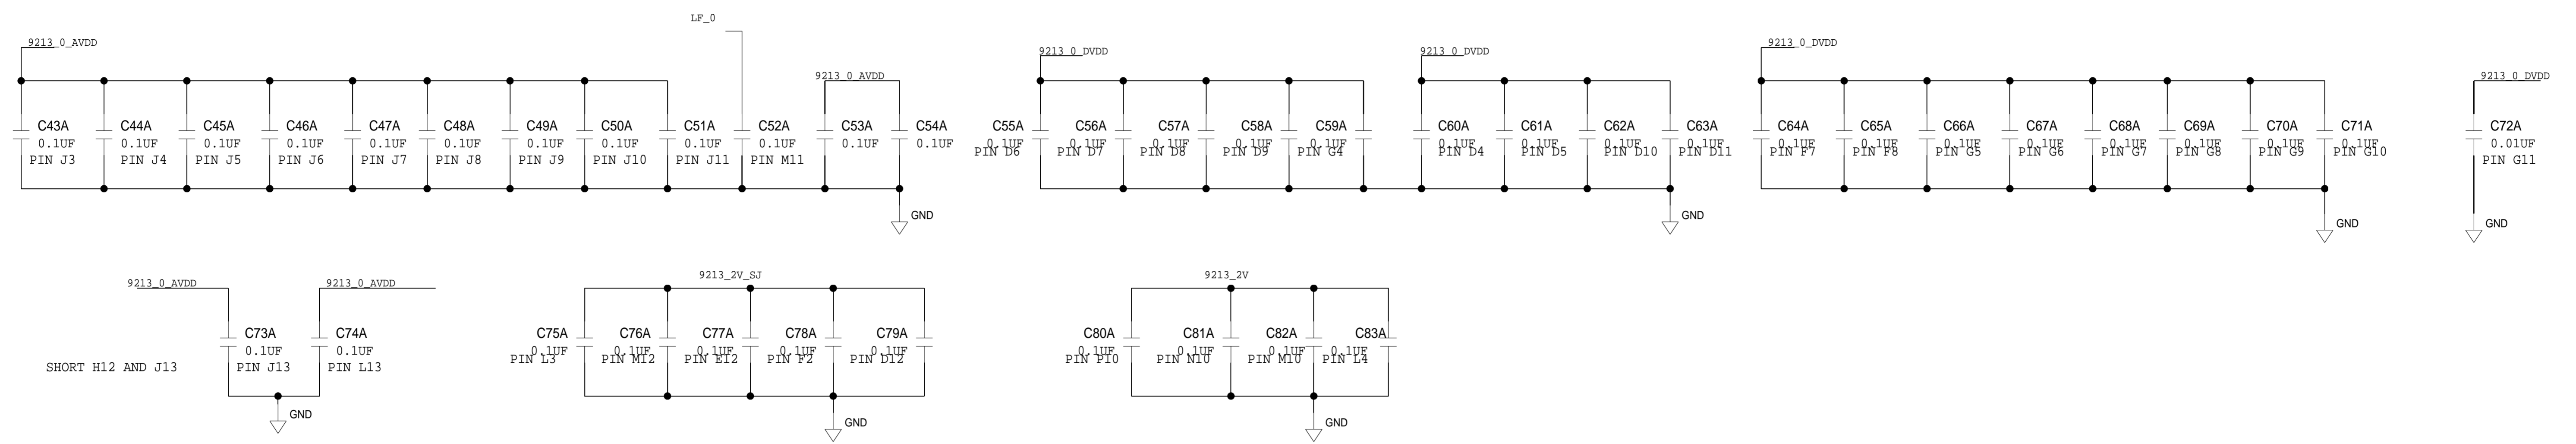 LF_0
9213_0_AVDD
9213_0_AVDD
9213_0_DVDD
9213_0_DVDD
9213_0_DVDD
9213_0_DVDD
C43A C44A C45A C46A C47A C48A C49A C50A C51A C52A C53A C54A C55A C56A C57A C58A C59A C60A C61A C62A C63A C64A C65A C66A C67A C68A C69A C70A C71A C72A
0.1UF 0.1UF 0.1UF 0.1UF 0.1UF 0.1UF 0.1UF 0.1UF 0.1UF 0.1UF 0.1UF 0.1UF 0.1UF 0.1UF 0.1UF 0.1UF 0.1UF 0.1UF 0.1UF 0.1UF 0.1UF 0.1UF 0.1UF 0.1UF 0.1UF 0.1UF 0.1UF 0.1UF 0.1UF 0.01UF
PIN J3 PIN J4 PIN J5 PIN J6 PIN J7 PIN J8 PIN J9 PIN J10 PIN J11 PIN M11 PIN D6 PIN D7 PIN D8 PIN D9 PIN G4 PIN D4 PIN D5 PIN D10 PIN D11 PIN F7 PIN F8 PIN G5 PIN G6 PIN G7 PIN G8 PIN G9 PIN G10 PIN G11
GND GND GND GND
9213_0_AVDD 9213_0_AVDD 9213_2V_SJ 9213_2V
C73A C74A C75A C76A C77A C78A C79A C80A C81A C82A C83A
0.1UF 0.1UF 0.1UF 0.1UF 0.1UF 0.1UF 0.1UF 0.1UF 0.1UF 0.1UF 0.1UF
SHORT H12 AND J13 PIN J13 PIN L13 PIN L3 PIN M12 PIN E12 PIN F2 PIN D12 PIN P10 PIN N10 PIN M10 PIN L4
GND GND GND